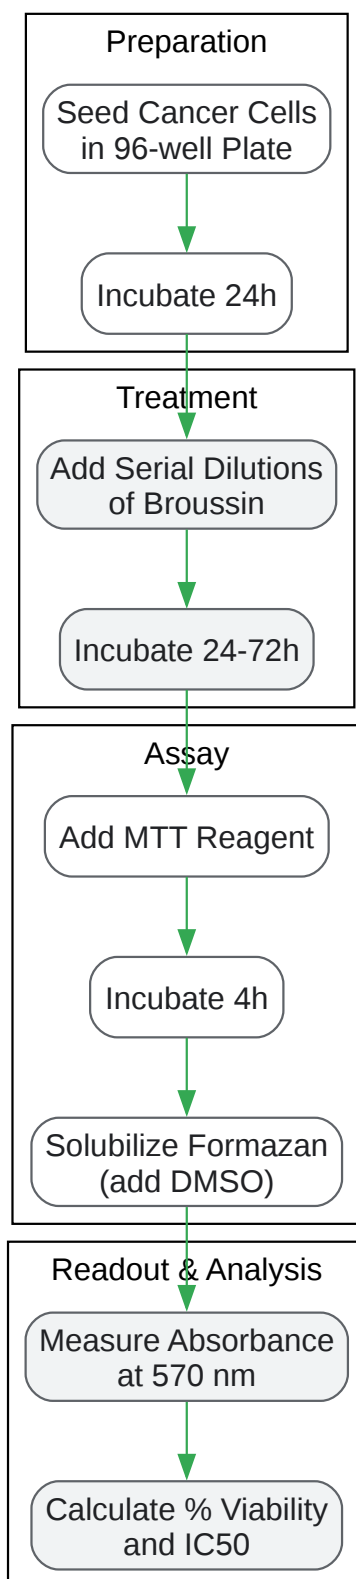 Preparation
Seed Cancer Cells
in 96-well Plate
Incubate 24h
Treatment
Add Serial Dilutions
of Broussin
Incubate 24-72h
Assay
Add MTT Reagent
Incubate 4h
Solubilize Formazan
(add DMSO)
Readout & Analysis
Measure Absorbance
at 570 nm
Calculate % Viability
and IC50